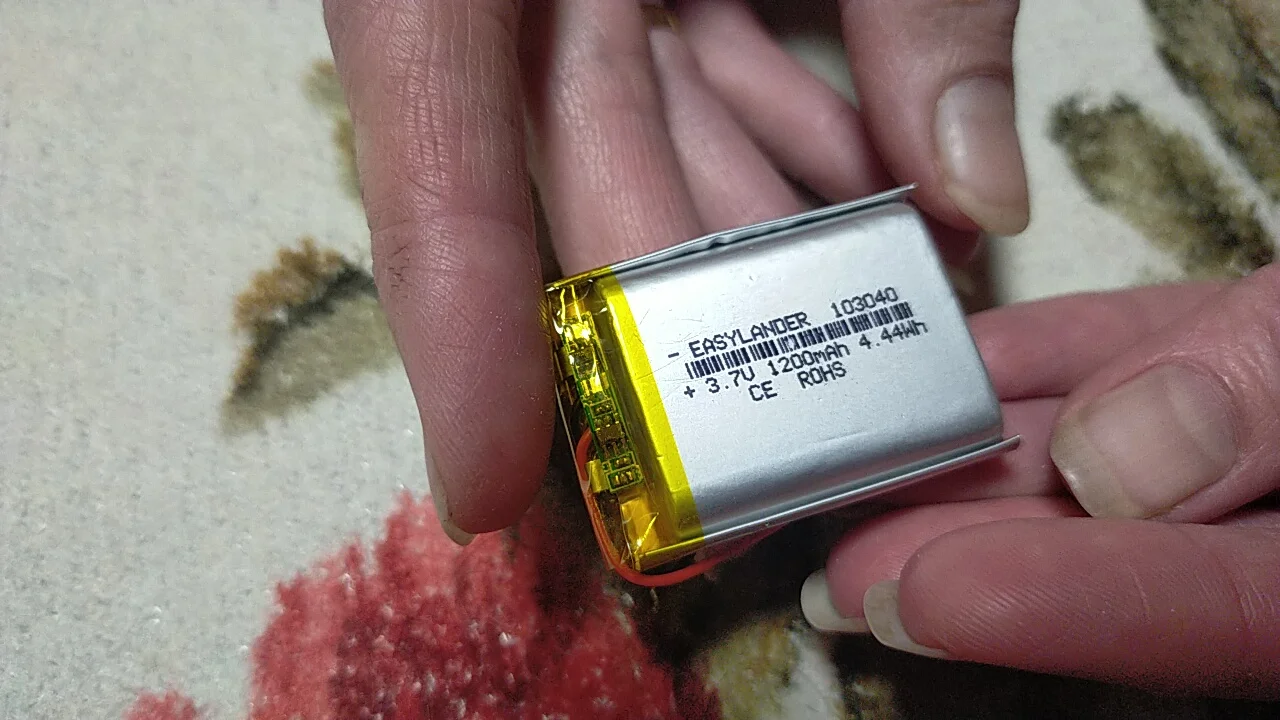 - EASYLANDER 103040
+ 3.7V 1200mAh 4.44Wh
CE ROHS